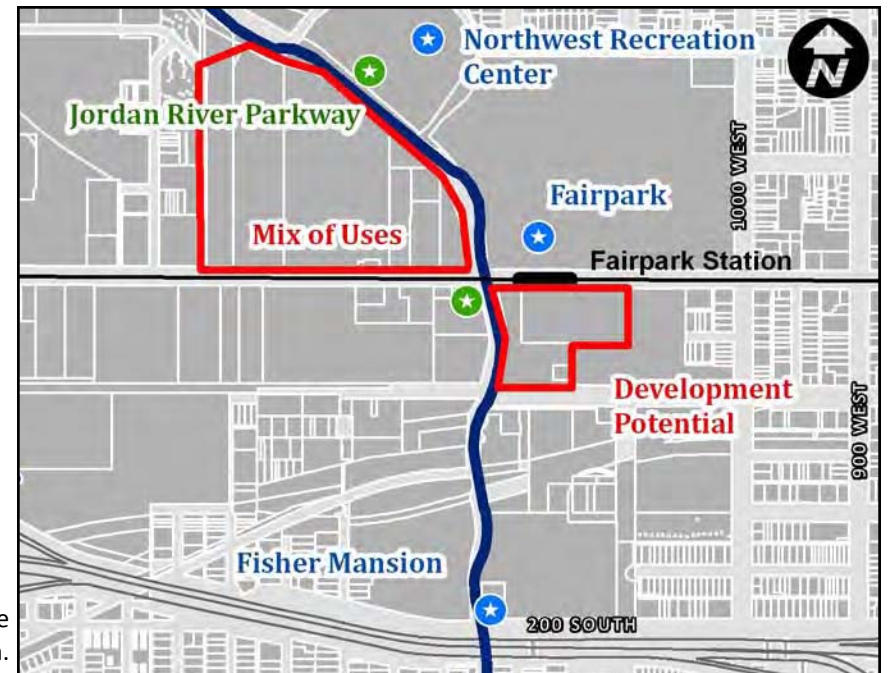 Northwest Recreation
Center
N
Jordan River Parkway
1000 WEST
Fairpark
Mix of Uses
Fairpark Station
Development
Potential
900 WEST
Fisher Mansion
200 SOUTH